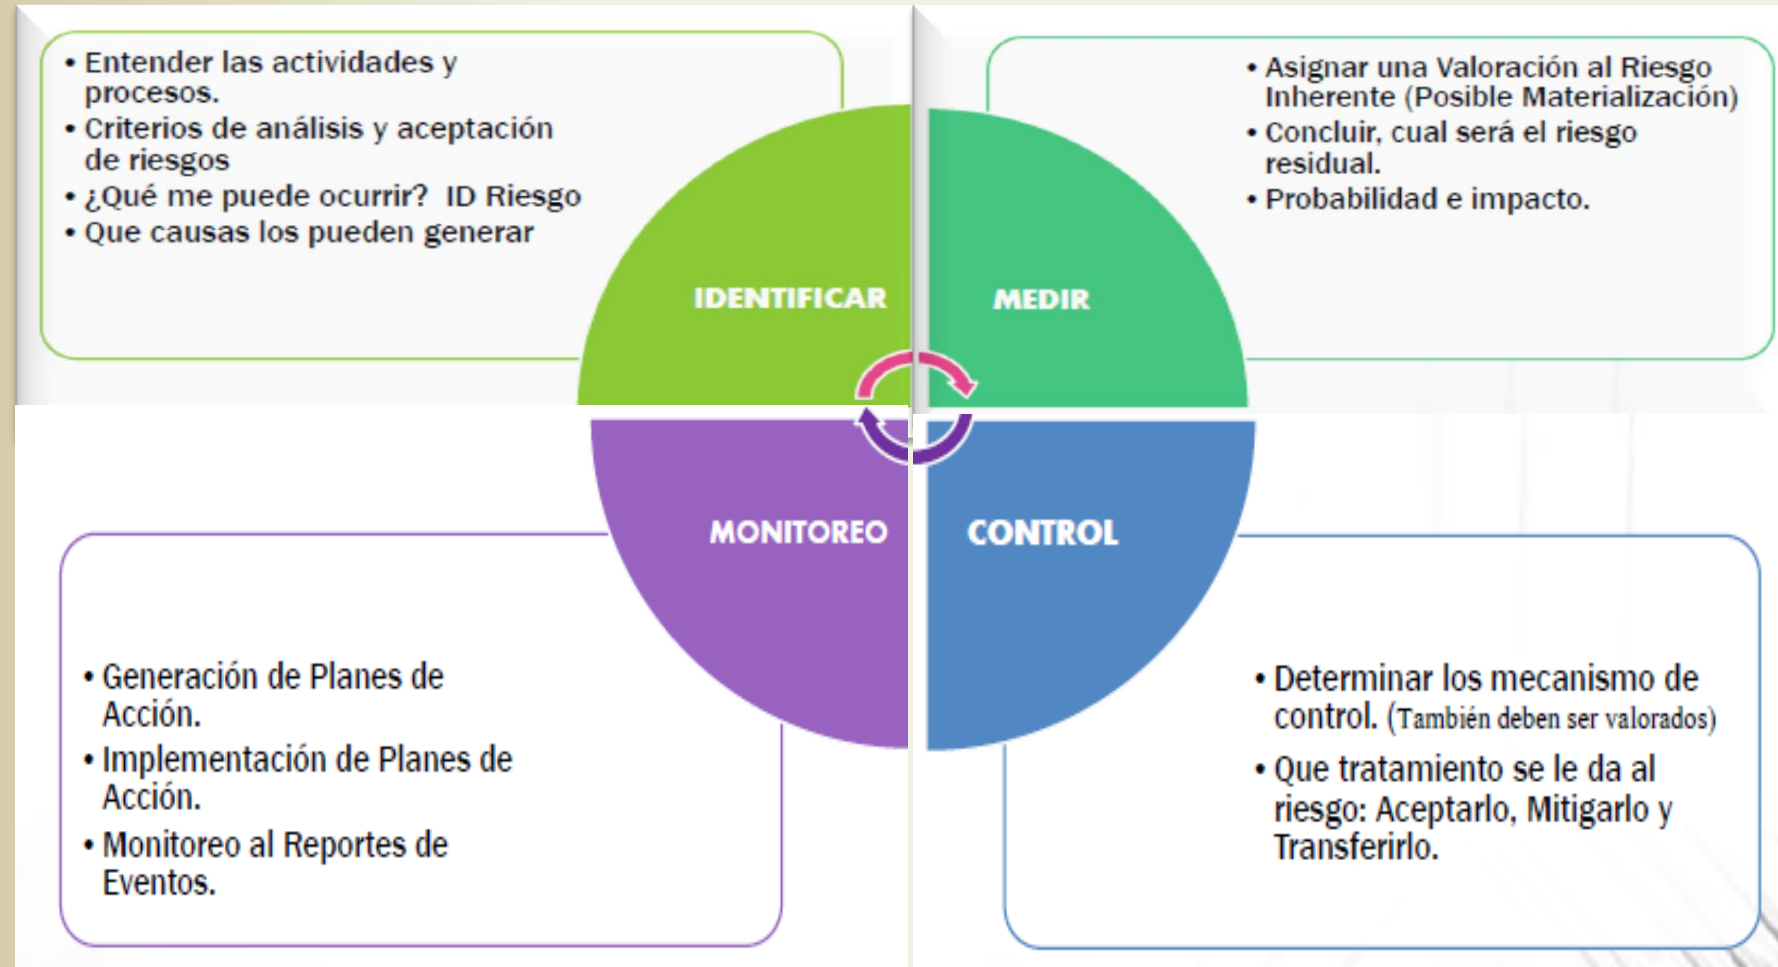 • Entender las actividades y
procesos.
• Criterios de análisis y aceptación
de riesgos
• ¿Qué me puede ocurrir? ID Riesgo
• Que causas los pueden generar
IDENTIFICAR
• Asignar una Valoración al Riesgo
Inherente (Posible Materialización)
• Concluir, cual será el riesgo
residual.
• Probabilidad e impacto.
MEDIR
MONITOREO
• Generación de Planes de
Acción.
• Implementación de Planes de
Acción.
• Monitoreo al Reportes de
Eventos.
CONTROL
• Determinar los mecanismo de
control. (También deben ser valorados)
• Que tratamiento se le da al
riesgo: Aceptarlo, Mitigarlo y
Transferirlo.